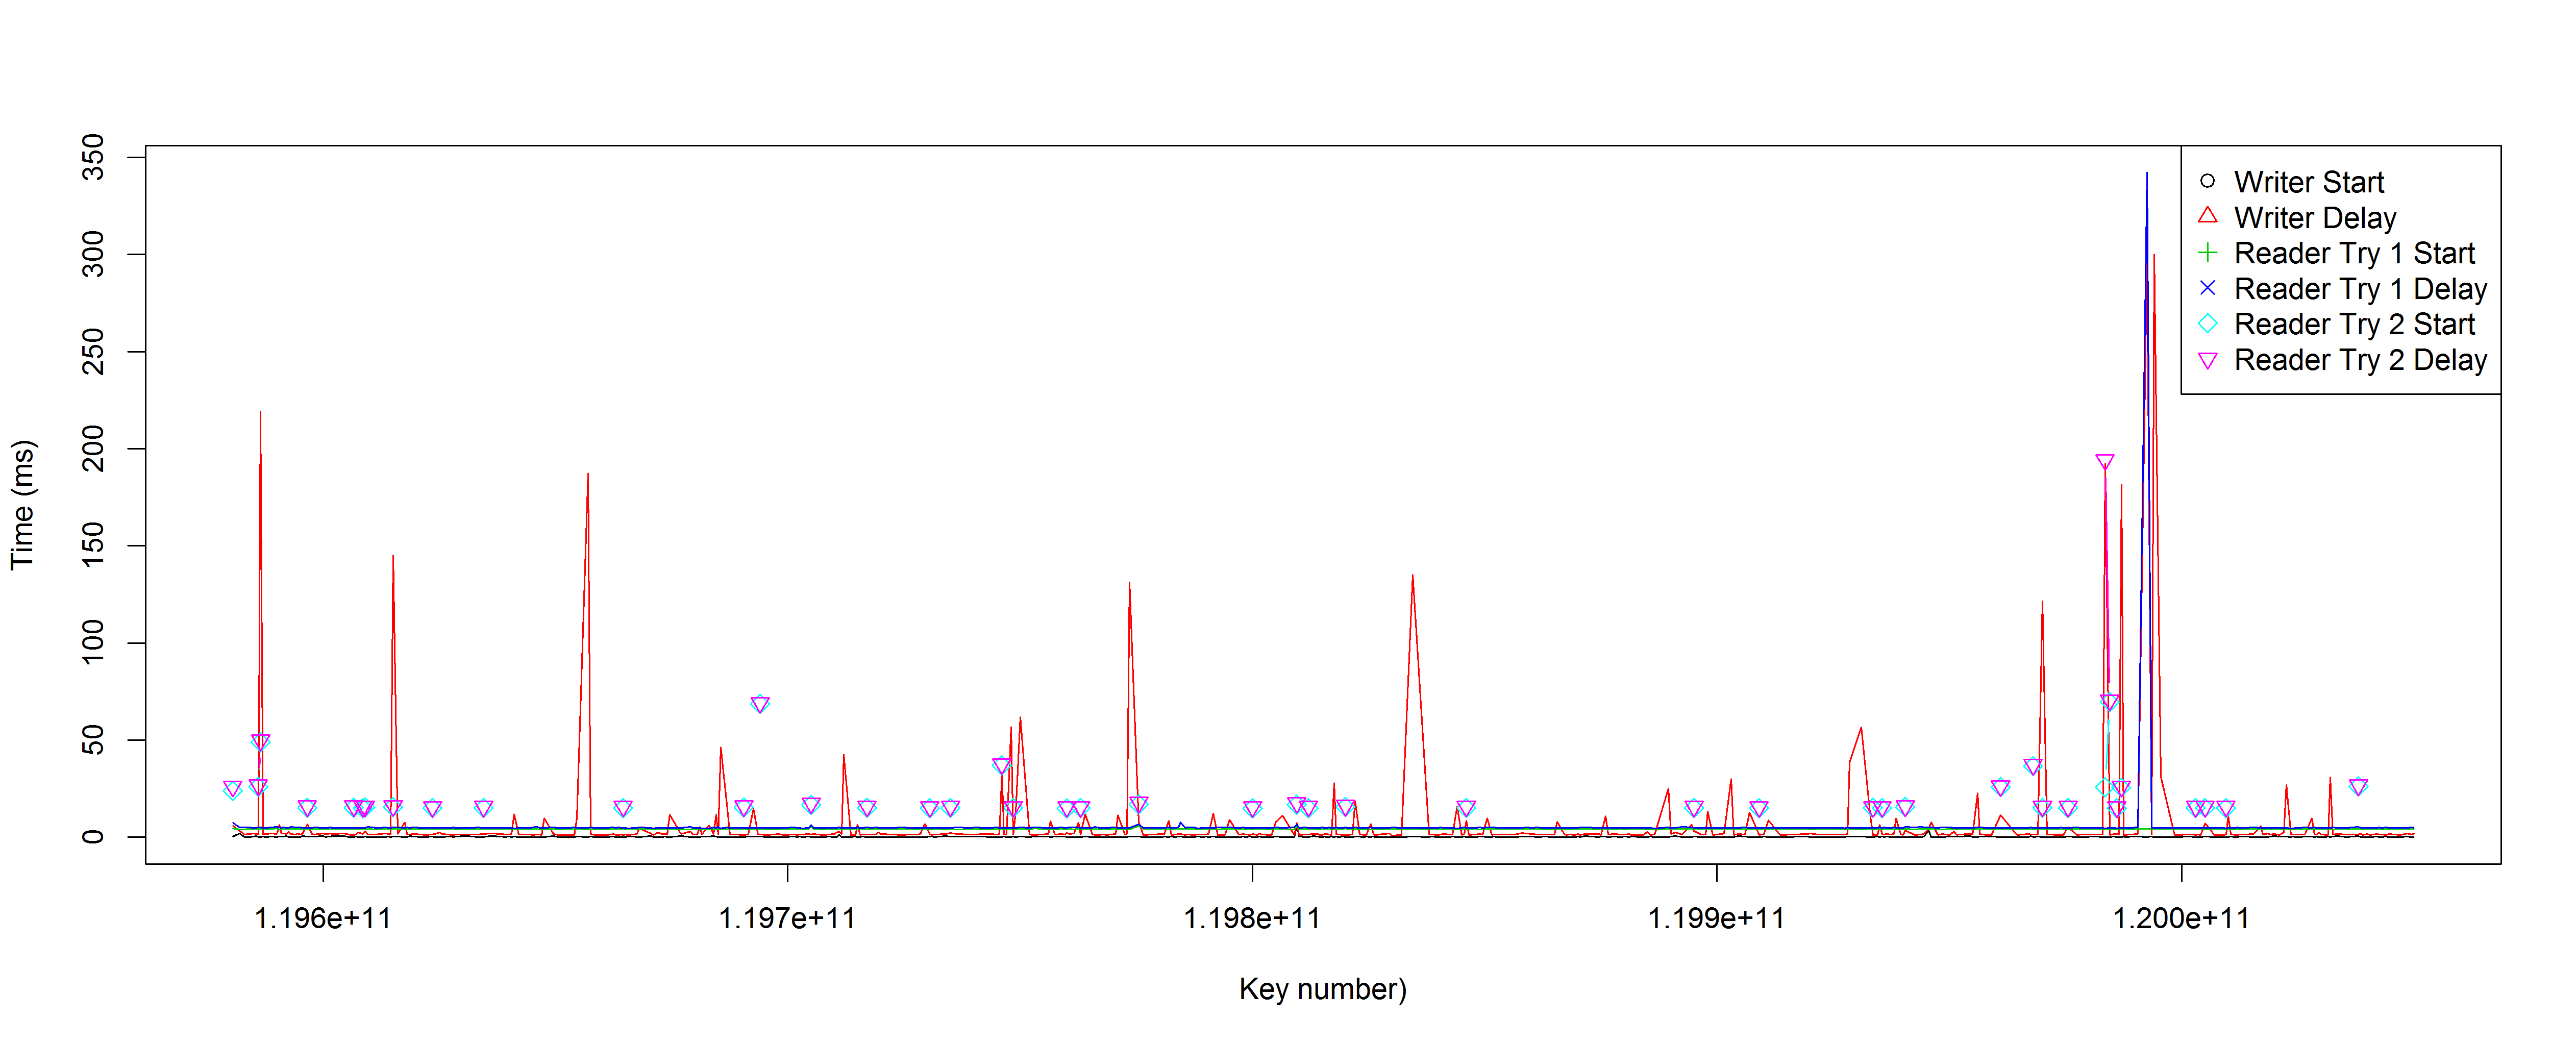 350
300
250
200
150
100
50
0
Time (ms)
Writer Start
Writer Delay
Reader Try 1 Start
Reader Try 1 Delay
Reader Try 2 Start
Reader Try 2 Delay
1.196e+11
1.197e+11
1.198e+11
1.199e+11
1.200e+11
Key number)